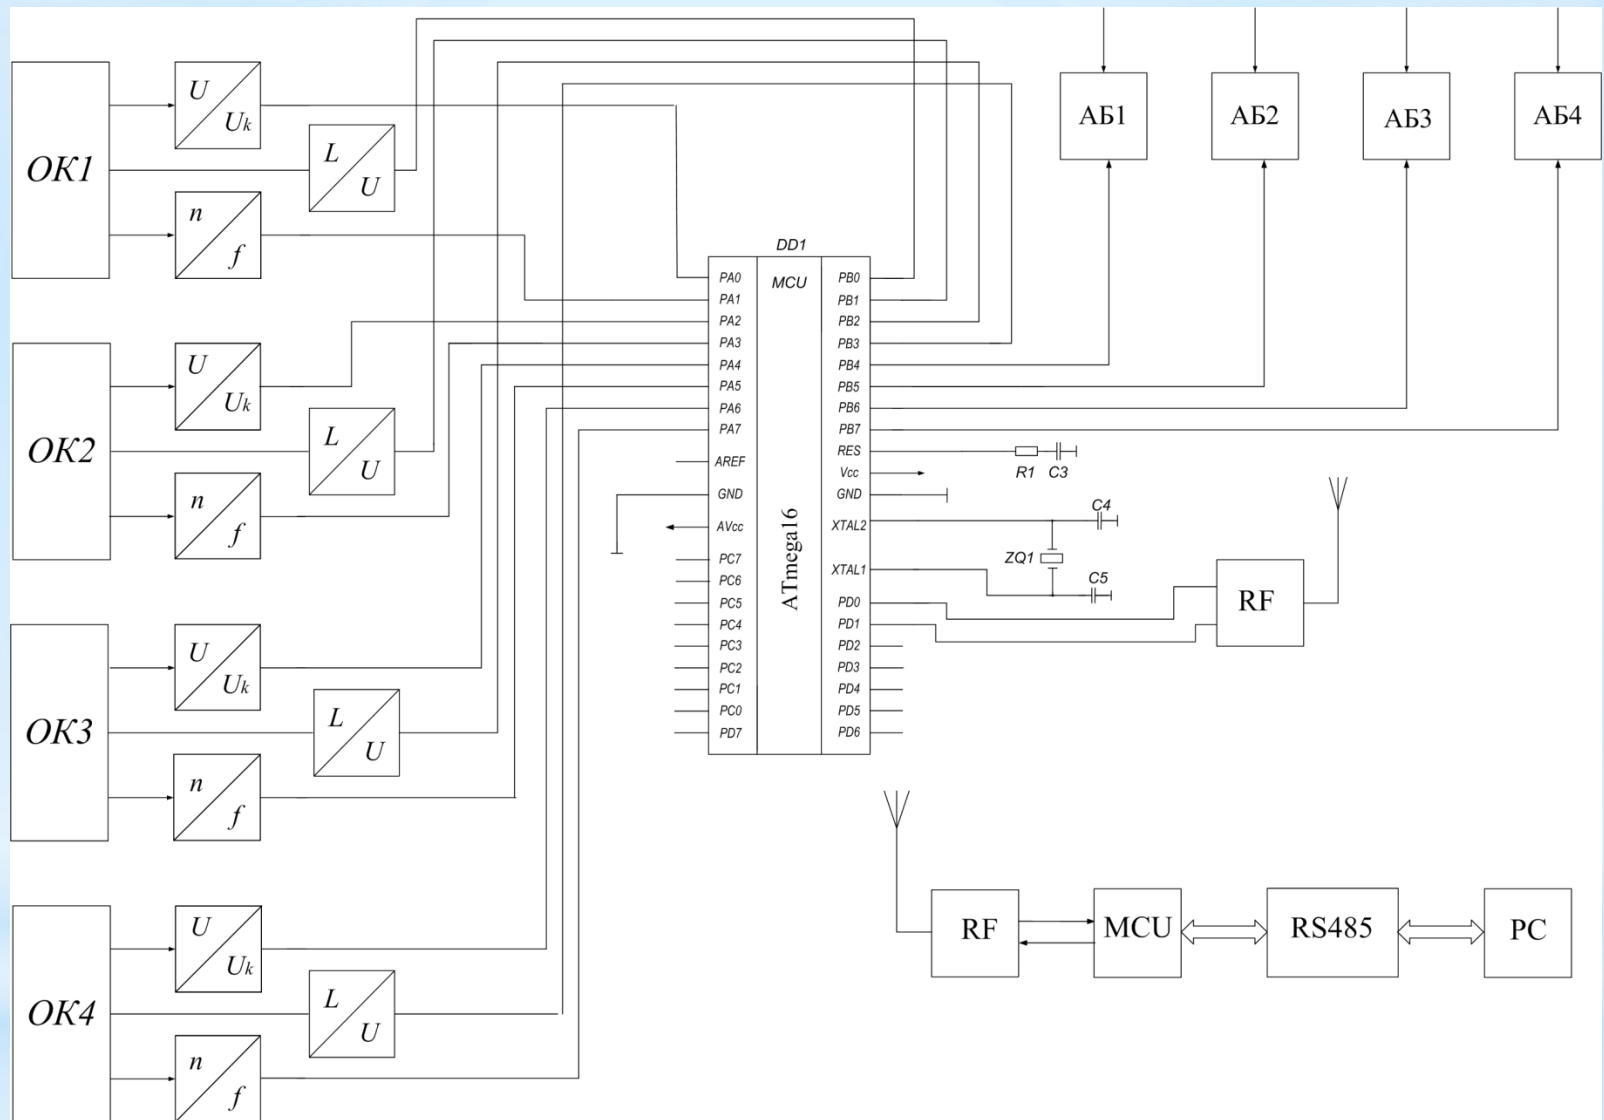 ОК1
U
Uk
L
U
n
f
ОК2
U
Uk
L
U
n
f
ОК3
U
Uk
L
U
n
f
ОК4
U
Uk
L
U
n
f
DD1
MCU
ATmega16
PA0
PA1
PA2
PA3
PA4
PA5
PA6
PA7
AREF
GND
AVcc
PC7
PC6
PC5
PC4
PC3
PC2
PC1
PC0
PD7
PB0
PB1
PB2
PB3
PB4
PB5
PB6
PB7
RES
Vcc
GND
XTAL2
XTAL1
PD0
PD1
PD2
PD3
PD4
PD5
PD6
АБ1
АБ2
АБ3
АБ4
R1
C3
C4
ZQ1
C5
RF
RF
MCU
RS485
PC